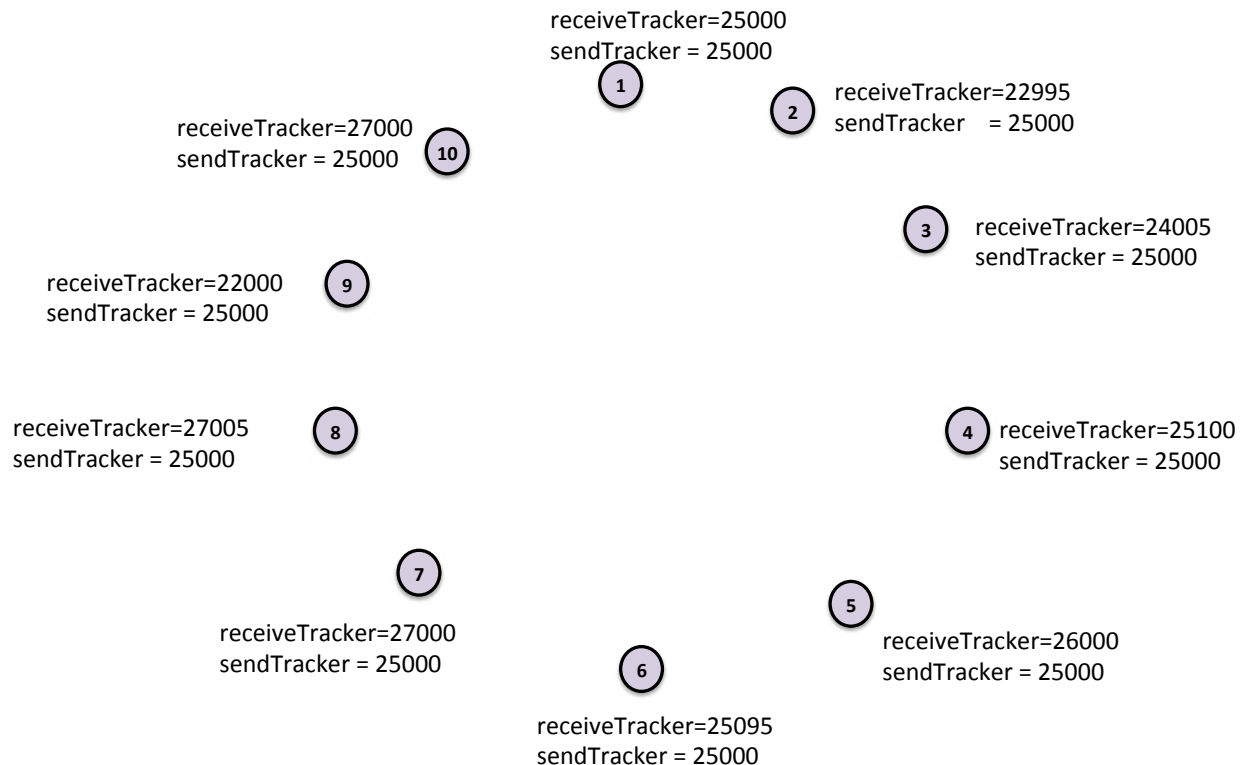 receiveTracker=25000
sendTracker = 25000
1
2
receiveTracker=22995
sendTracker = 25000
receiveTracker=27000
sendTracker = 25000
10
3
receiveTracker=24005
sendTracker = 25000
receiveTracker=22000
sendTracker = 25000
9
receiveTracker=27005
sendTracker = 25000
8
4
receiveTracker=25100
sendTracker = 25000
7
receiveTracker=27000
sendTracker = 25000
5
receiveTracker=26000
sendTracker = 25000
6
receiveTracker=25095
sendTracker = 25000